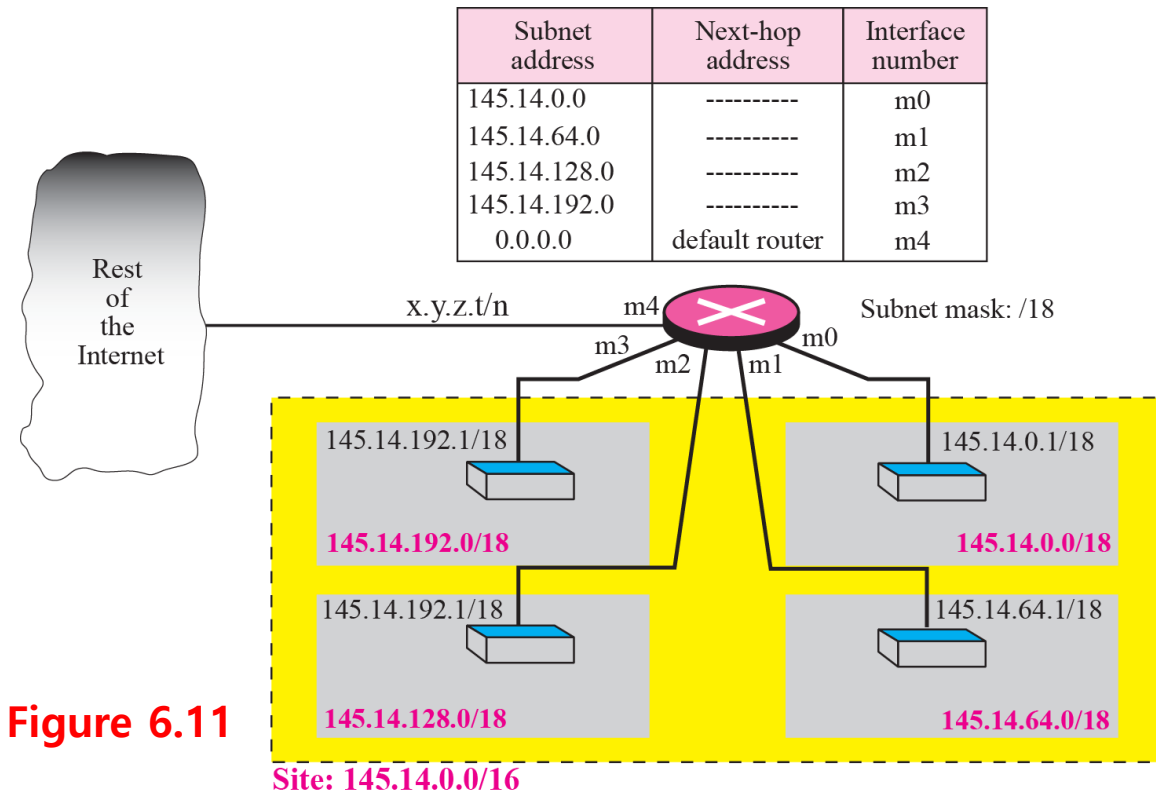 Subnet address Next-hop address Interface number
145.14.0.0 ---------- m0
145.14.64.0 ---------- m1
145.14.128.0 ---------- m2
145.14.192.0 ---------- m3
0.0.0.0 default router m4
Rest
of
the
Internet
x.y.z.t/n
m4
Subnet mask: /18
m3
m2
m1
m0
145.14.192.1/18
145.14.192.0/18
145.14.0.1/18
145.14.0.0/18
145.14.192.1/18
145.14.128.0/18
145.14.64.1/18
145.14.64.0/18
Figure 6.11
Site: 145.14.0.0/16